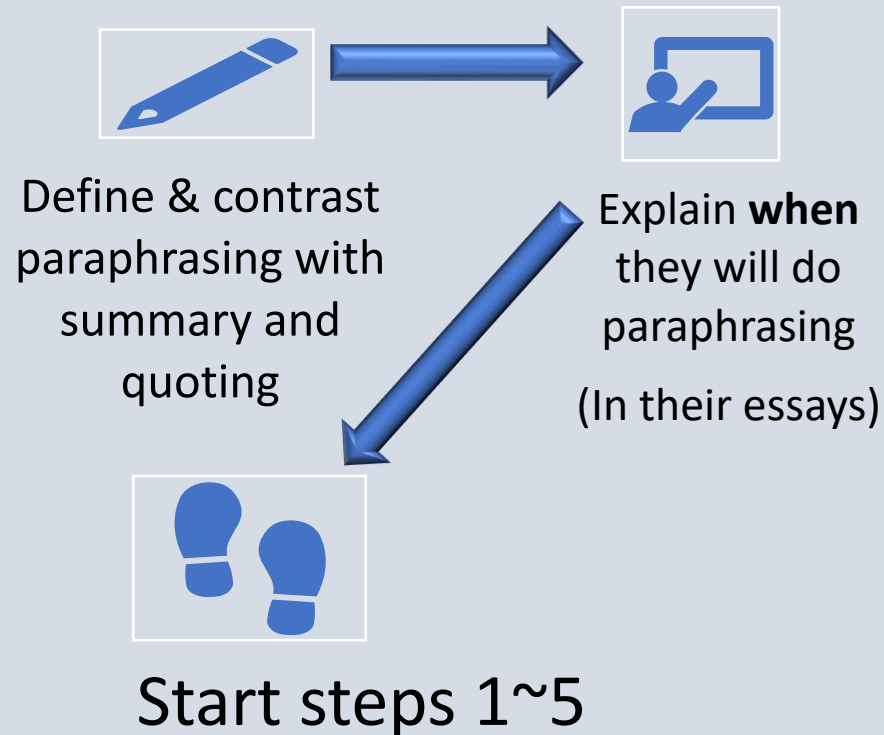 Define & contrast
paraphrasing with
summary and
quoting
Explain when
they will do
paraphrasing
(In their essays)
Start steps 1~5